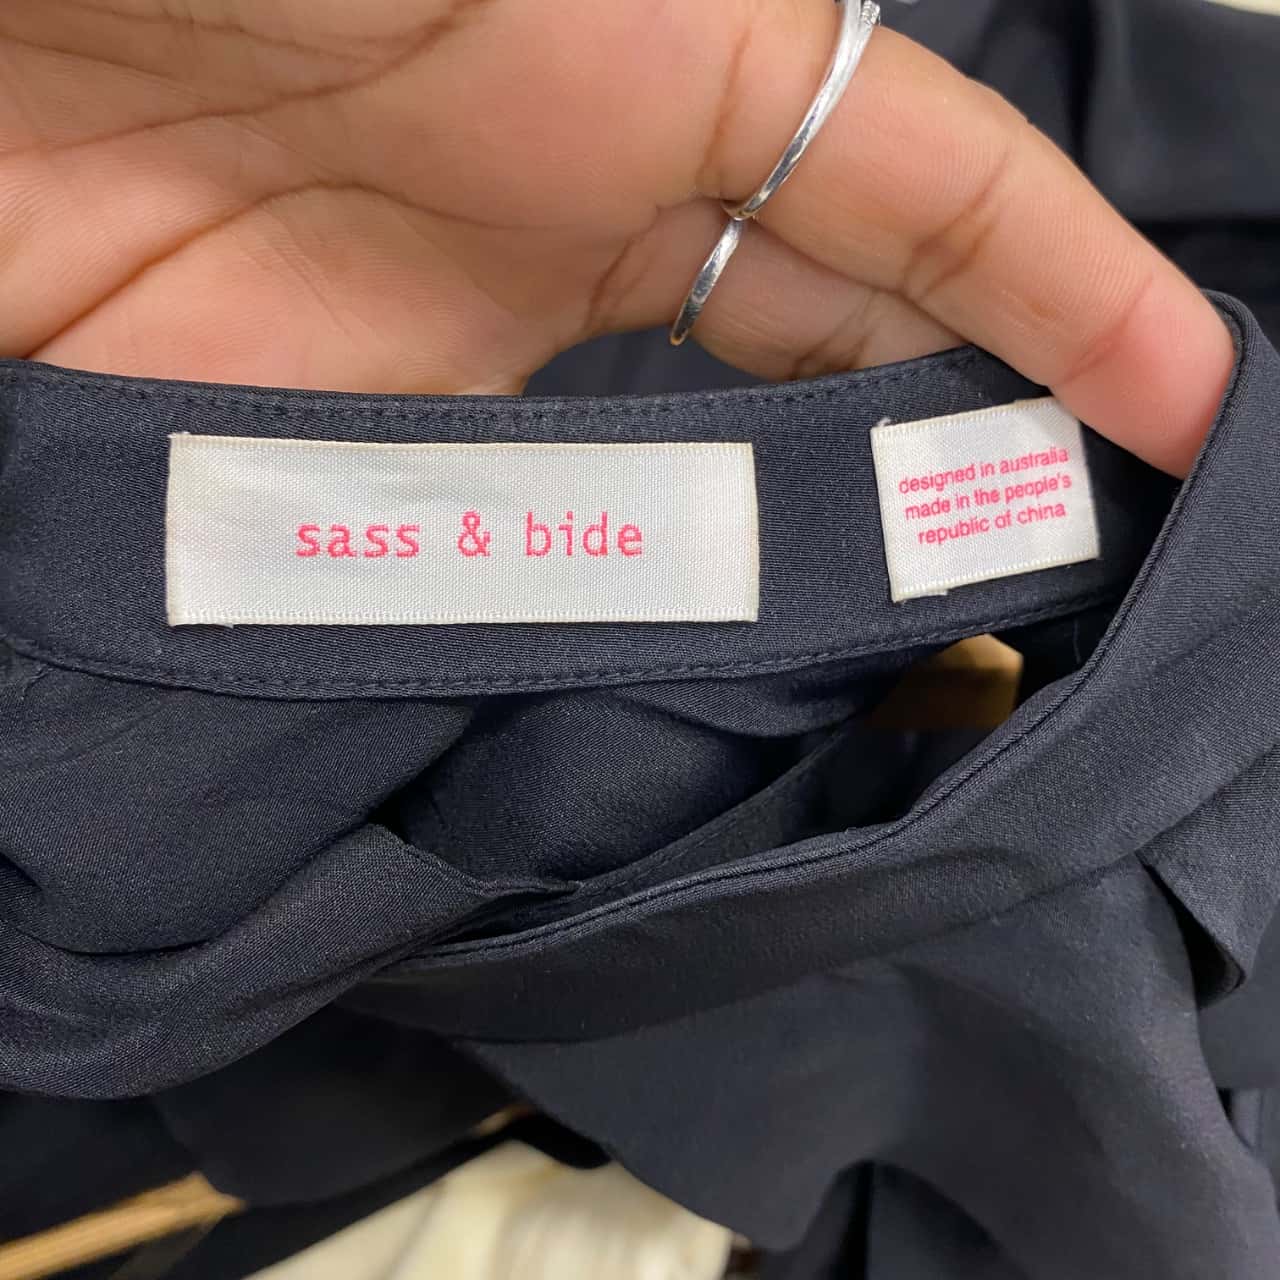 sass & bide
designed in australia
made in the people's
republic of china